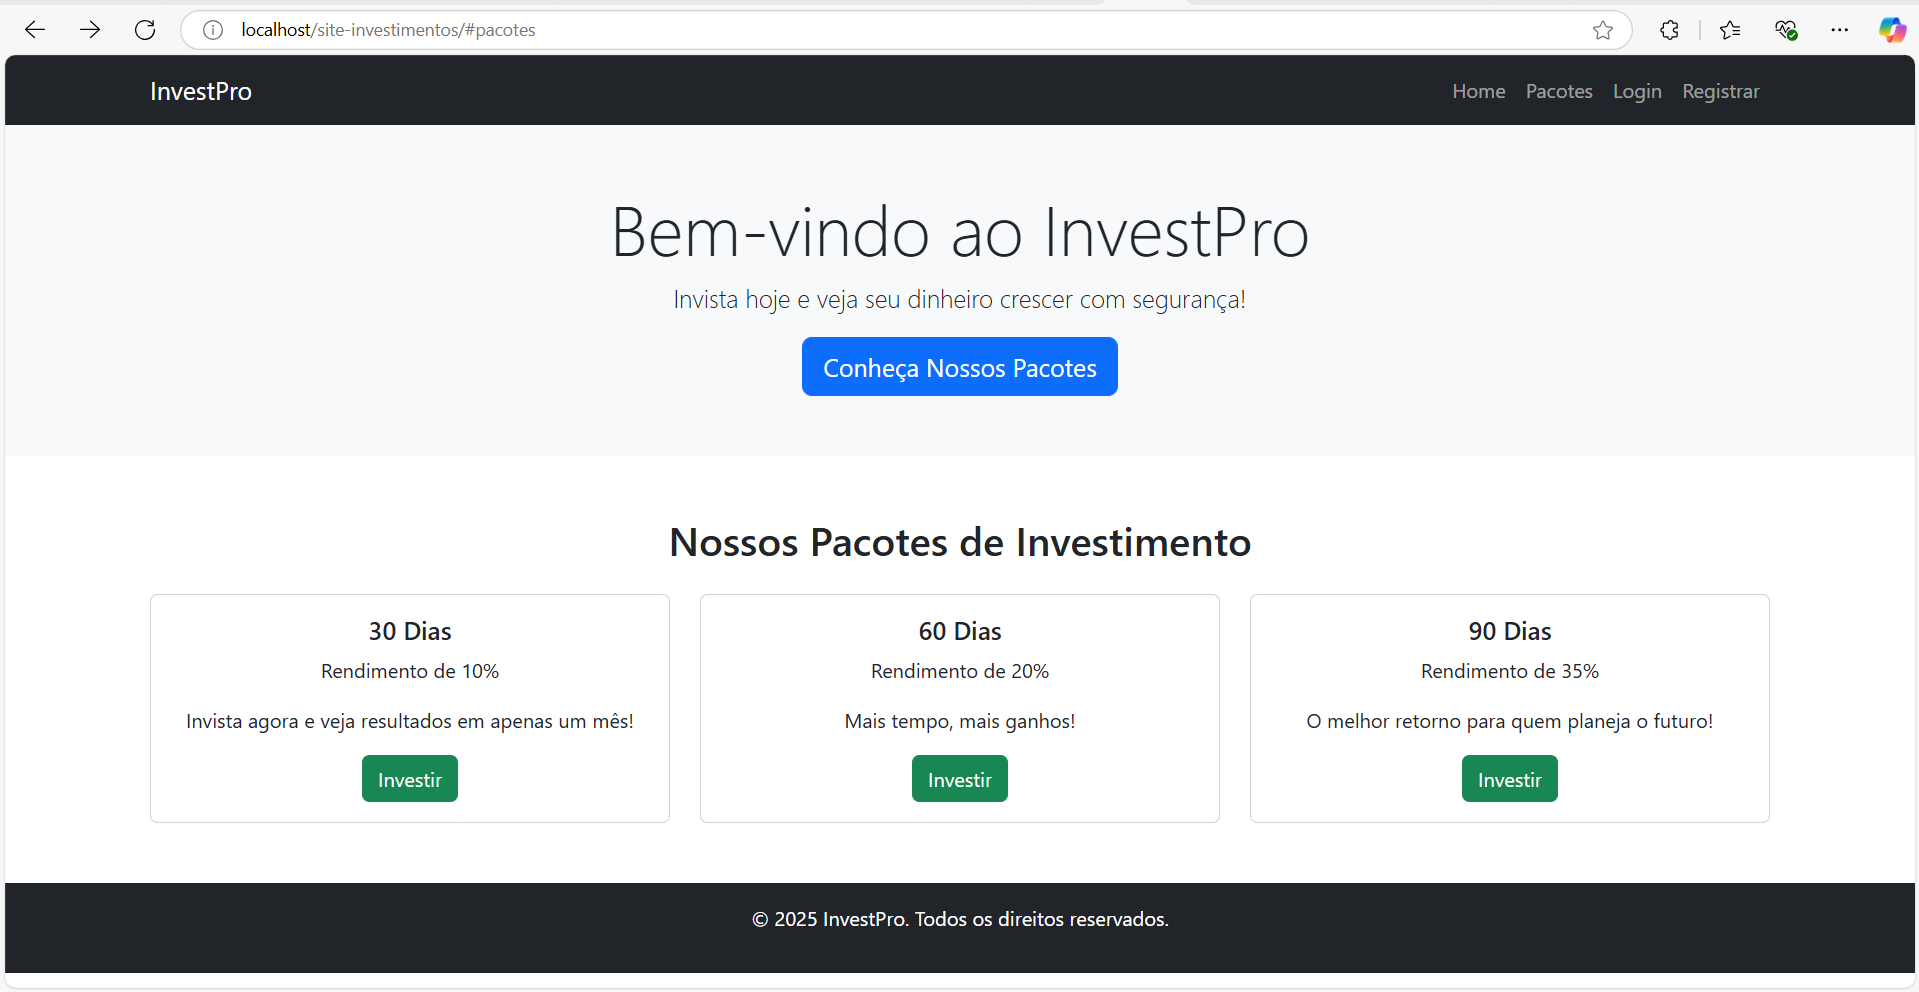 localhost/site-investimentos/#pacotes
InvestPro
Home Pacotes Login Registrar
Bem-vindo ao InvestPro
Invista hoje e veja seu dinheiro crescer com segurança!
Conheça Nossos Pacotes
Nossos Pacotes de Investimento
30 Dias
Rendimento de 10%
Invista agora e veja resultados em apenas um mês!
Investir
60 Dias
Rendimento de 20%
Mais tempo, mais ganhos!
Investir
90 Dias
Rendimento de 35%
O melhor retorno para quem planeja o futuro!
Investir
© 2025 InvestPro. Todos os direitos reservados.